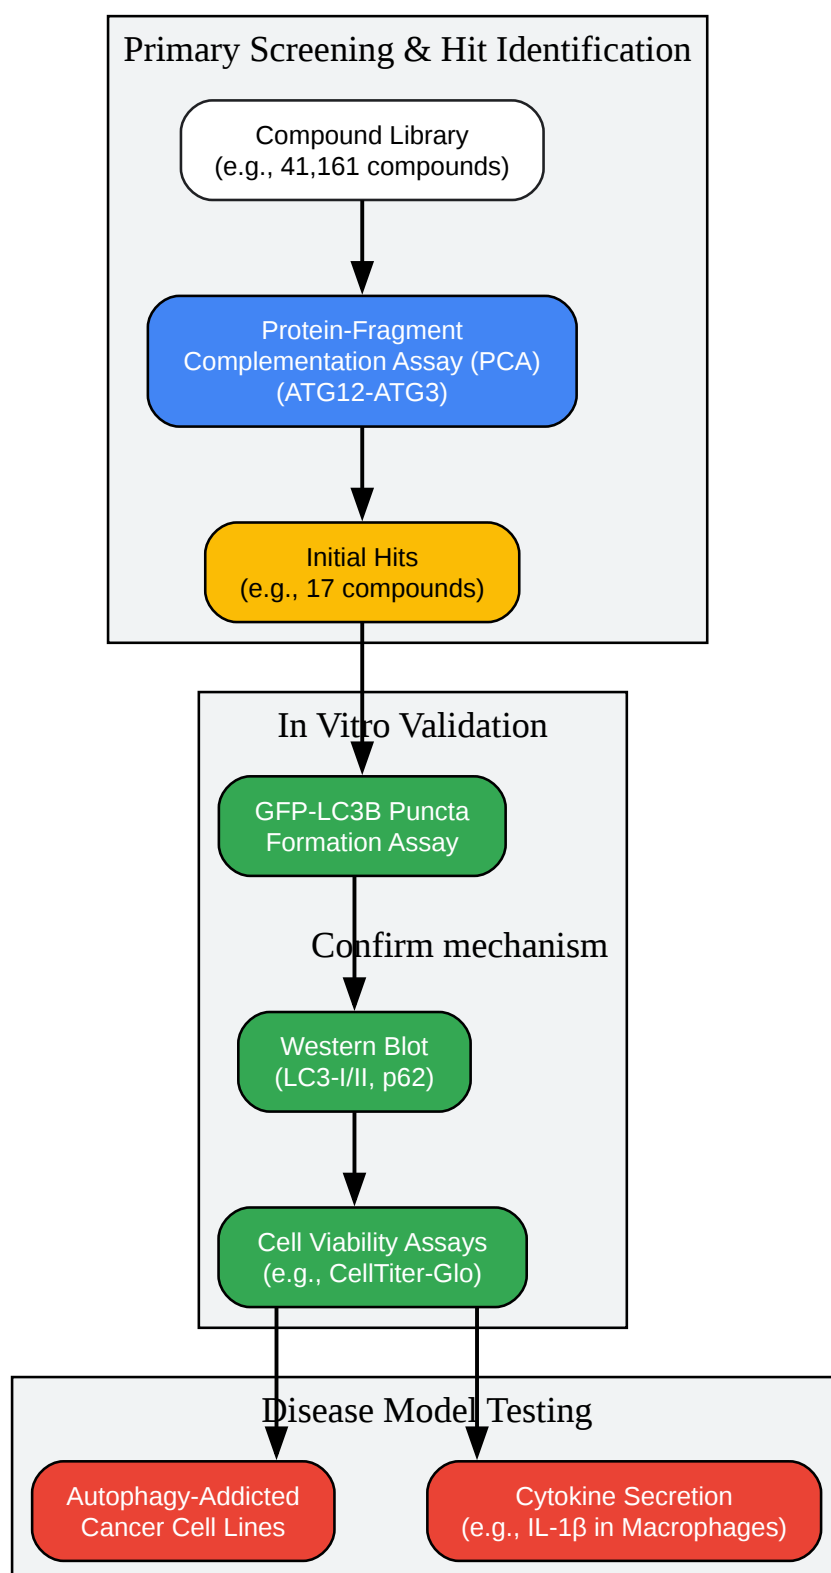 Primary Screening & Hit Identification
Compound Library
(e.g., 41,161 compounds)
Protein-Fragment
Complementation Assay (PCA)
(ATG12-ATG3)
Initial Hits
(e.g., 17 compounds)
In Vitro Validation
GFP-LC3B Puncta
Formation Assay
Confirm mechanism
Western Blot
(LC3-I/II, p62)
Cell Viability Assays
(e.g., CellTiter-Glo)
Disease Model Testing
Autophagy-Addicted
Cancer Cell Lines
Cytokine Secretion
(e.g., IL-1β in Macrophages)